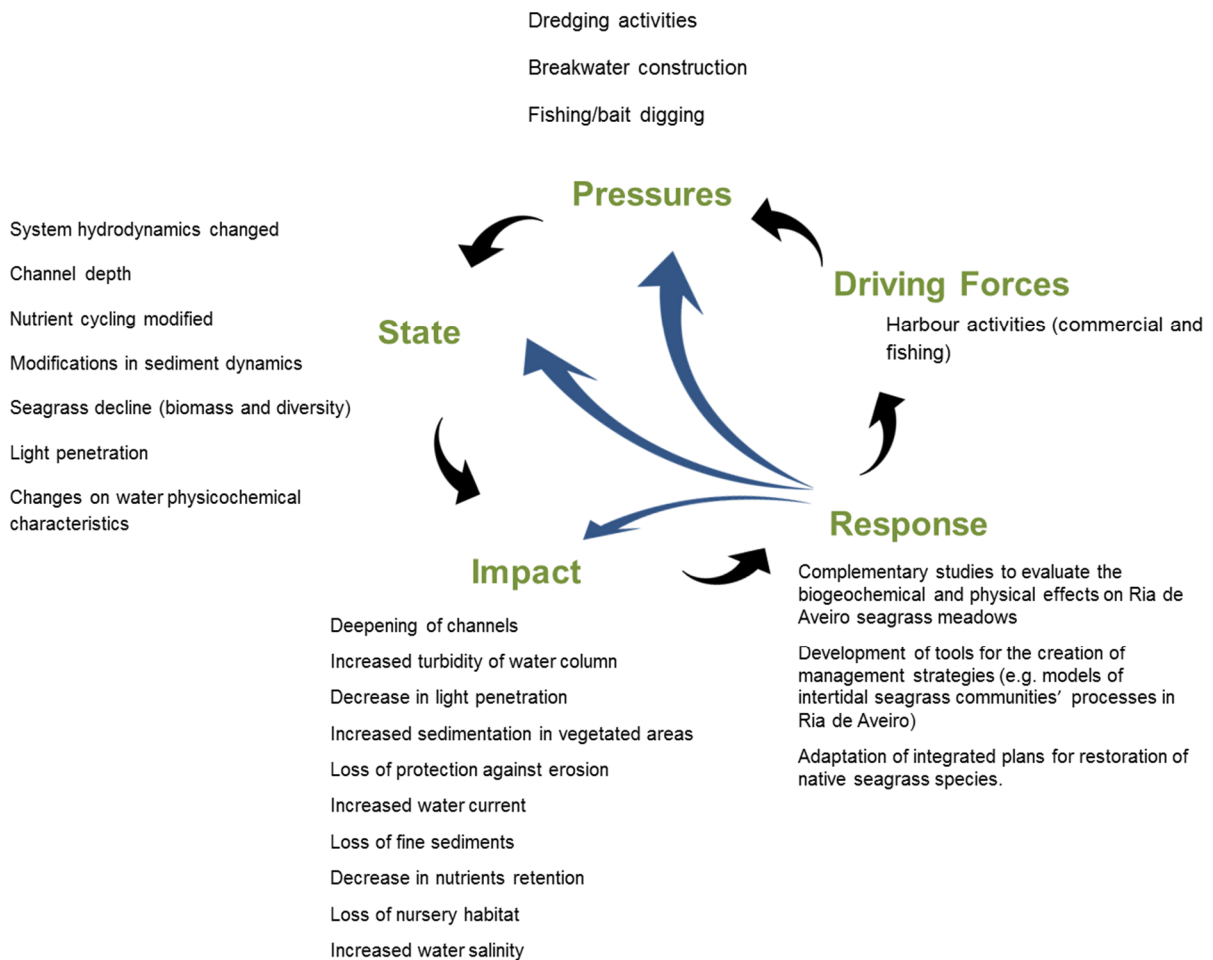 Dredging activities
Breakwater construction
Fishing/bait digging
Pressures
System hydrodynamics changed
Channel depth
Nutrient cycling modified
Modifications in sediment dynamics
Seagrass decline (biomass and diversity)
Light penetration
Changes on water physicochemical
characteristics
State
Driving Forces
Harbour activities (commercial and
fishing)
Impact
Deepening of channels
Increased turbidity of water column
Decrease in light penetration
Increased sedimentation in vegetated areas
Loss of protection against erosion
Increased water current
Loss of fine sediments
Decrease in nutrients retention
Loss of nursery habitat
Increased water salinity
Response
Complementary studies to evaluate the
biogeochemical and physical effects on Ria de
Aveiro seagrass meadows
Development of tools for the creation of
management strategies (e.g. models of
intertidal seagrass communities’ processes in
Ria de Aveiro)
Adaptation of integrated plans for restoration of
native seagrass species.